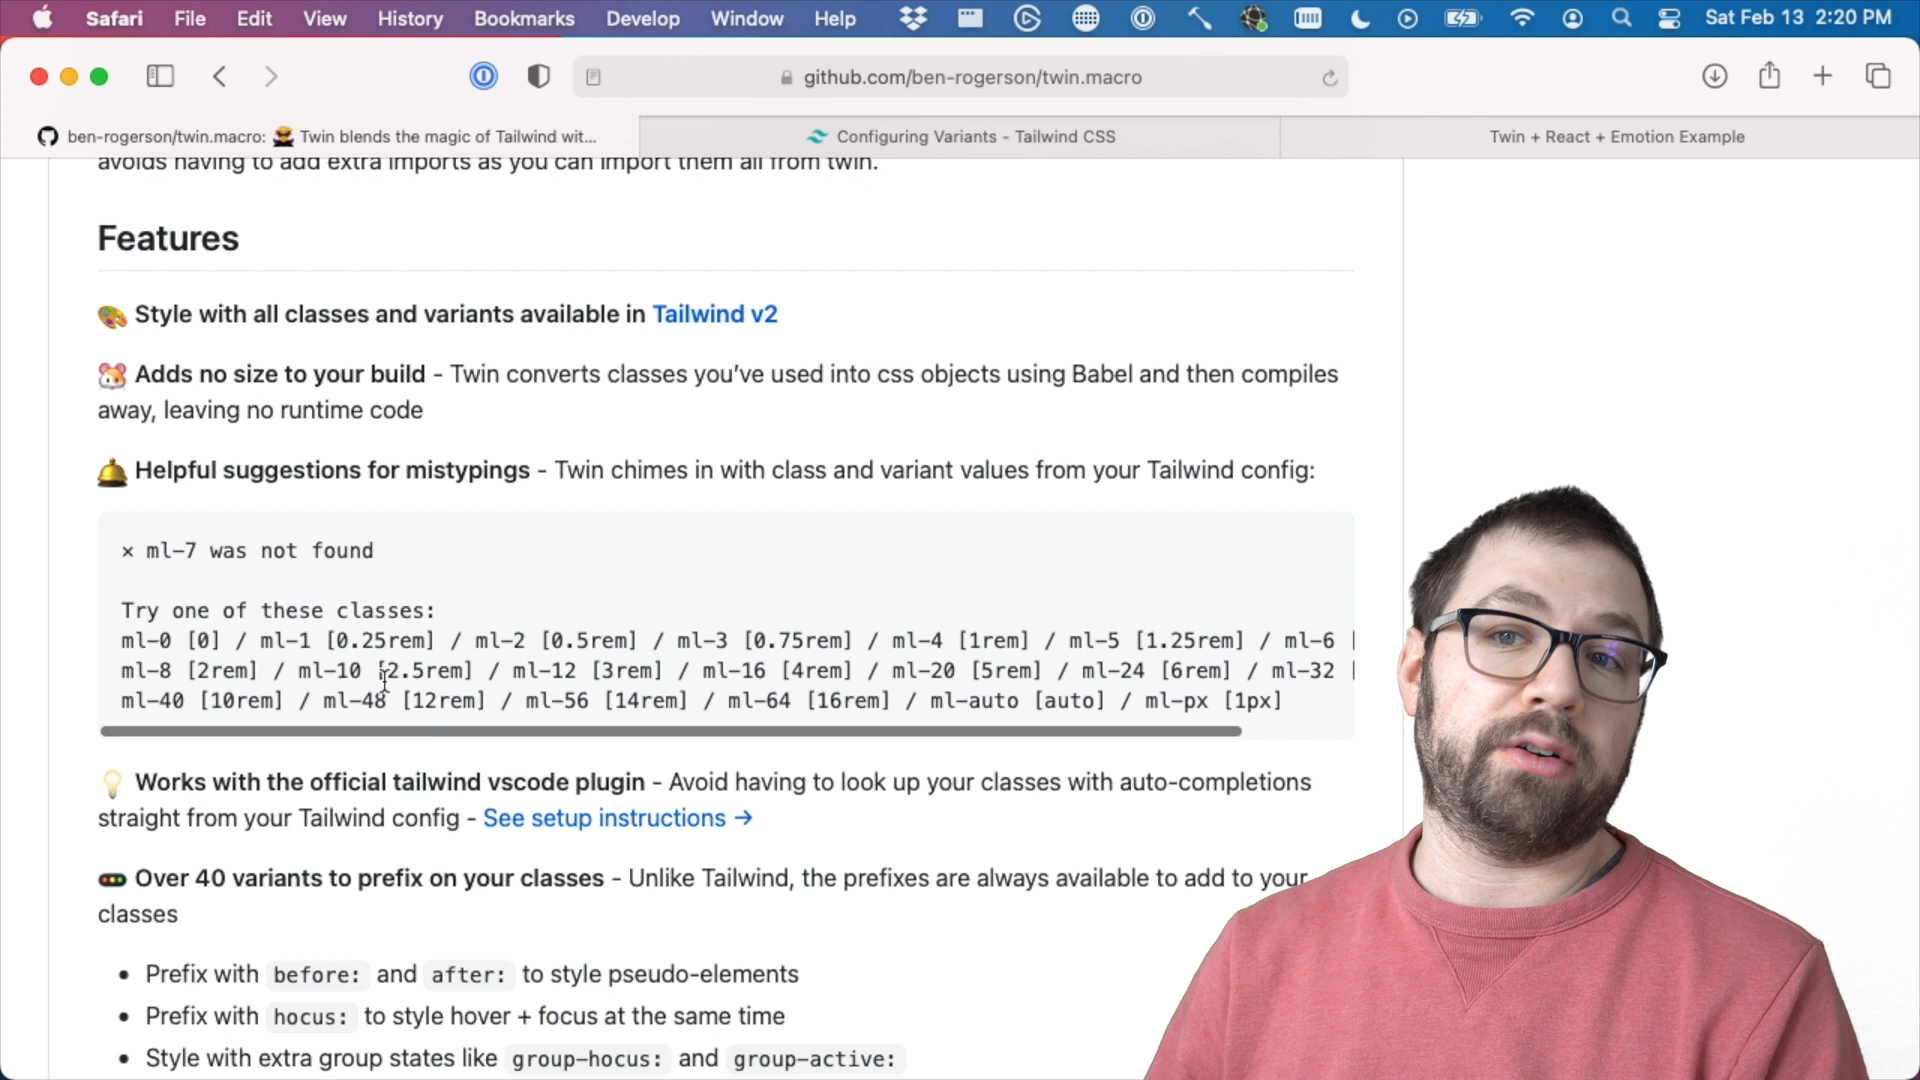 Safari File Edit View History Bookmarks Develop Window Help Sat Feb 13 2:20 PM
github.com/ben-rogerson/twin.macro
ben-rogerson/twin.macro: Twin blends the magic of Tailwind wit... Configuring Variants - Tailwind CSS Twin + React + Emotion Example
avoids having to add extra imports as you can import them all from twin.
Features
Style with all classes and variants available in Tailwind v2
Adds no size to your build - Twin converts classes you’ve used into css objects using Babel and then compiles
away, leaving no runtime code
Helpful suggestions for mistypings - Twin chimes in with class and variant values from your Tailwind config:
× ml-7 was not found
Try one of these classes:
ml-0 [0] / ml-1 [0.25rem] / ml-2 [0.5rem] / ml-3 [0.75rem] / ml-4 [1rem] / ml-5 [1.25rem] / ml-6 [
ml-8 [2rem] / ml-10 [2.5rem] / ml-12 [3rem] / ml-16 [4rem] / ml-20 [5rem] / ml-24 [6rem] / ml-32 [
ml-40 [10rem] / ml-48 [12rem] / ml-56 [14rem] / ml-64 [16rem] / ml-auto [auto] / ml-px [1px]
Works with the official tailwind vscode plugin - Avoid having to look up your classes with auto-completions
straight from your Tailwind config - See setup instructions →
Over 40 variants to prefix on your classes - Unlike Tailwind, the prefixes are always available to add to your
classes
• Prefix with before: and after: to style pseudo-elements
• Prefix with hocus: to style hover + focus at the same time
• Style with extra group states like group-hocus: and group-active: